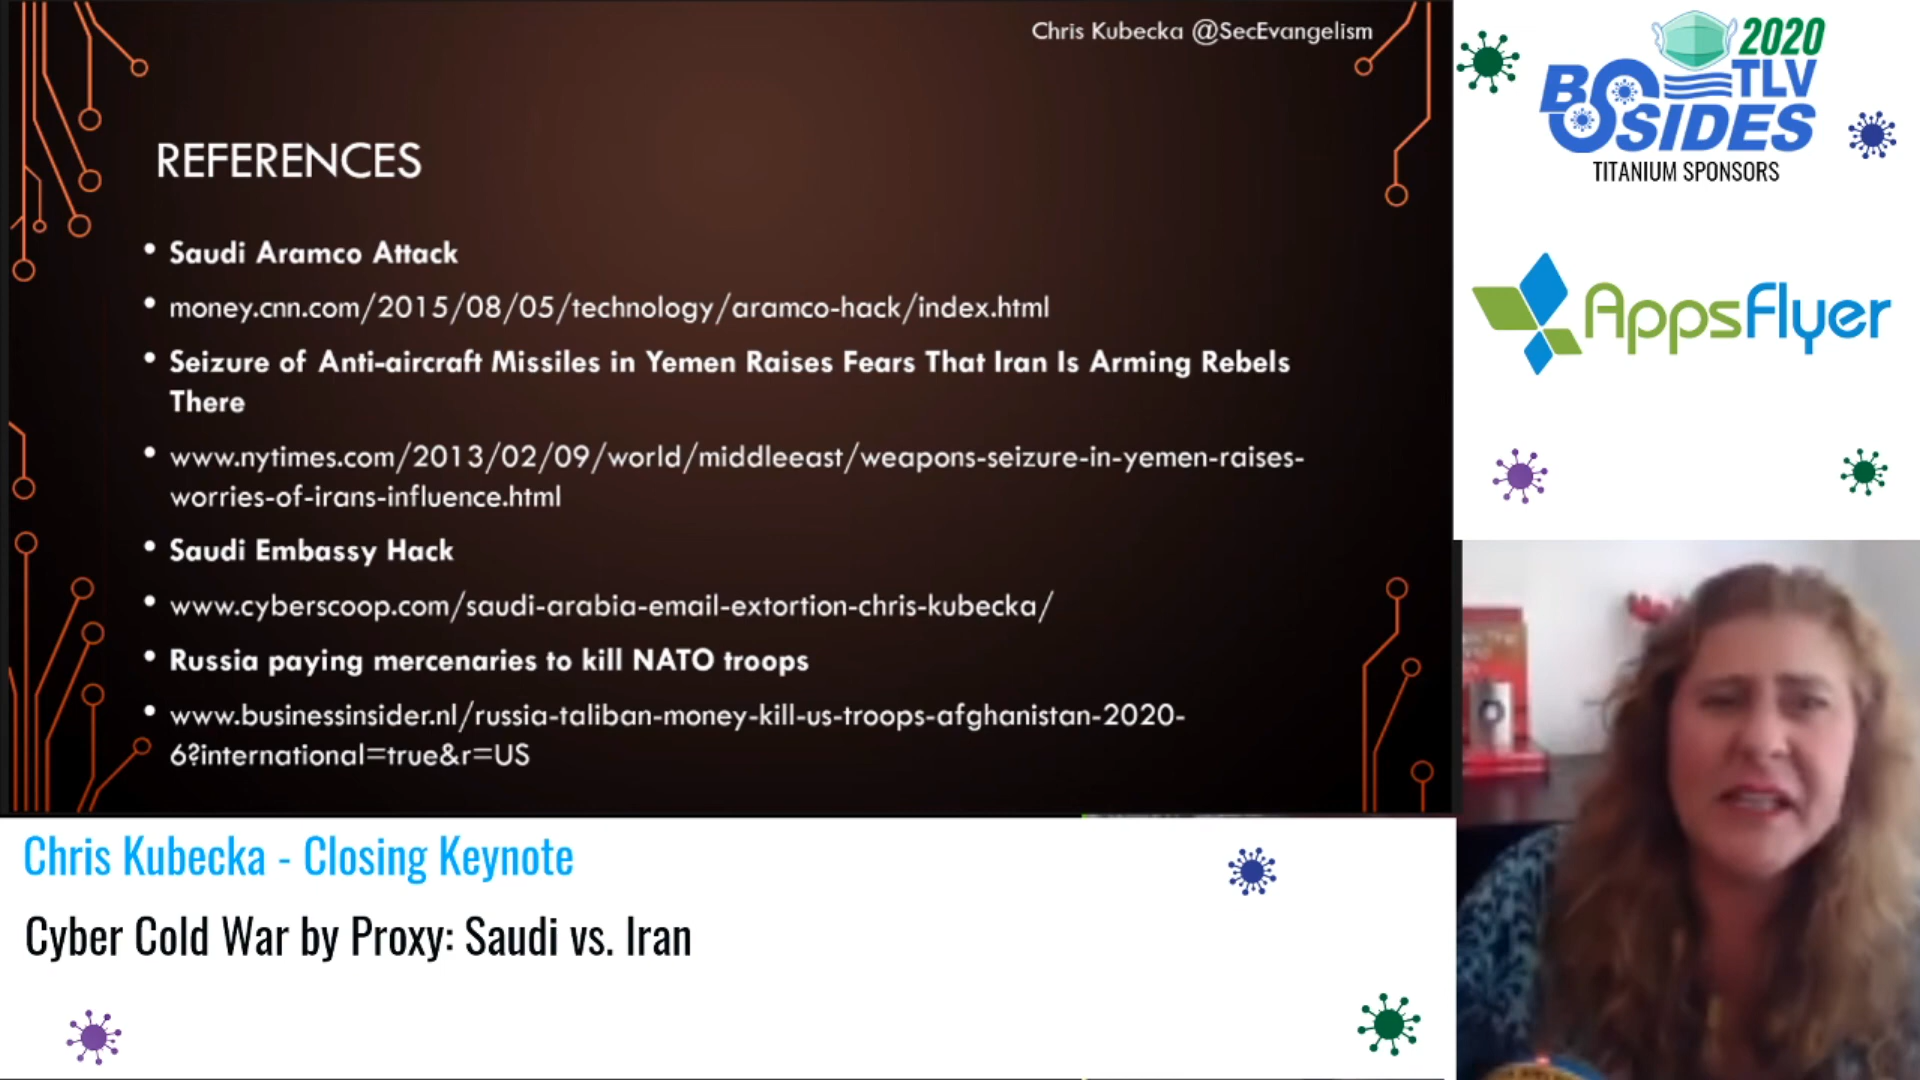 Chris Kubecka @SecEvangelism
REFERENCES
• Saudi Aramco Attack
• money.cnn.com/2015/08/05/technology/aramco-hack/index.html
• Seizure of Anti-aircraft Missiles in Yemen Raises Fears That Iran Is Arming Rebels
There
• www.nytimes.com/2013/02/09/world/middleeast/weapons-seizure-in-yemen-raises-
worries-of-irans-influence.html
• Saudi Embassy Hack
• www.cyberscoop.com/saudi-arabia-email-extortion-chris-kubecka/
• Russia paying mercenaries to kill NATO troops
• www.businessinsider.nl/russia-taliban-money-kill-us-troops-afghanistan-2020-
6?international=true&r=US
2020
BSIDES TLV
TITANIUM SPONSORS
AppsFlyer
Chris Kubecka - Closing Keynote
Cyber Cold War by Proxy: Saudi vs. Iran